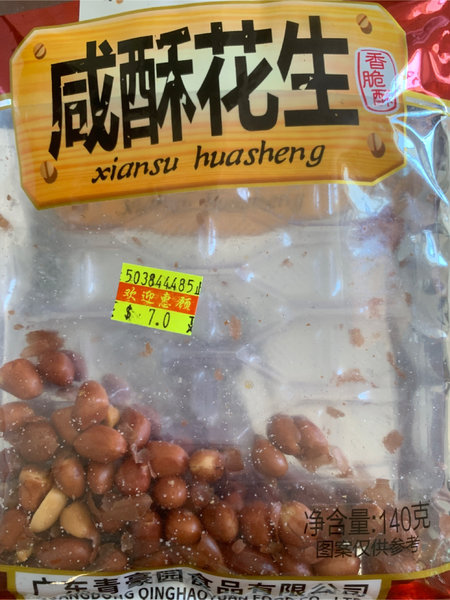 咸酥花生
香脆酥
xiansu huasheng
503844485
欢迎惠顾
$ 7.0
净含量:140克
图案仅供参考
广东青豪园食品有限公司
GUANGDONG QINGHAOYUAN